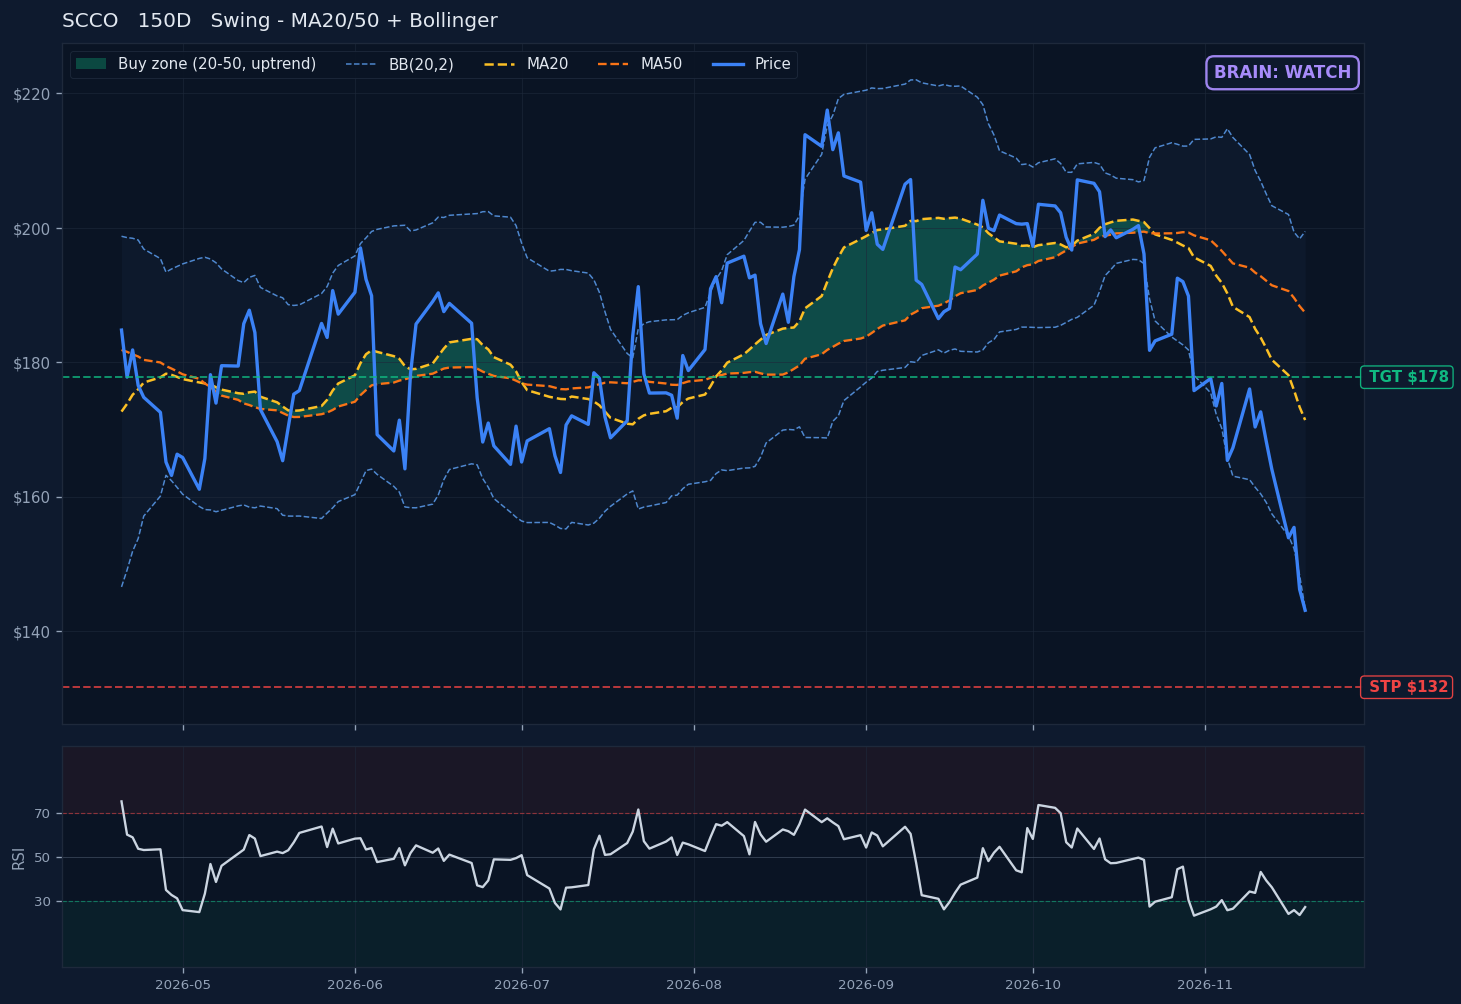 SCCO   150D   Swing - MA20/50 + Bollinger
Buy zone (20-50, uptrend)   BB(20,2)   MA20   MA50   Price
BRAIN: WATCH
$220
$200
$180
TGT $178
$160
$140
STP $132
RSI
70
50
30
2026-05   2026-06   2026-07   2026-08   2026-09   2026-10   2026-11